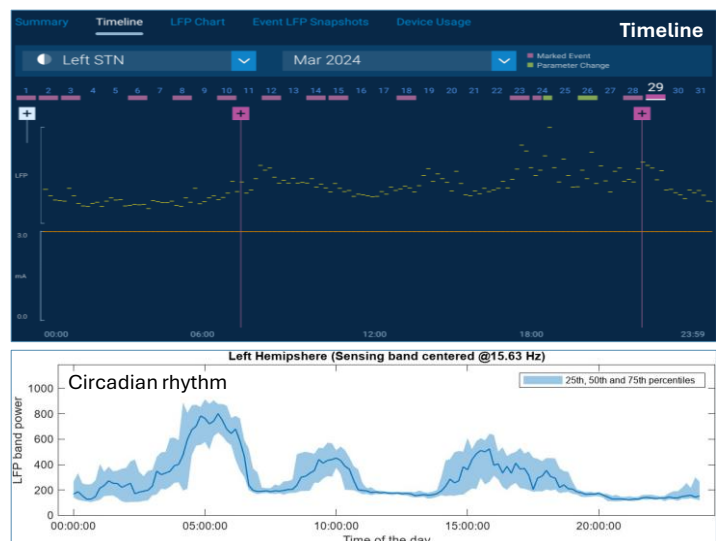 Summary Timeline LFP Chart Event LFP Snapshots Device Usage Timeline
Left STN Mar 2024 Marked Event
Parameter Change
1 2 3 4 5 6 7 8 9 10 11 12 13 14 15 16 17 18 19 20 21 22 23 24 25 26 27 28 29 30 31
+ + +
LFP
3.0
mA
0.0
00:00 06:00 12:00 18:00 23:59
Left Hemipshere (Sensing band centered @15.63 Hz)
Circadian rhythm
25th, 50th and 75th percentiles
LFP band power
1000
800
600
400
200
0
00:00:00 05:00:00 10:00:00 15:00:00 20:00:00
Time of the day